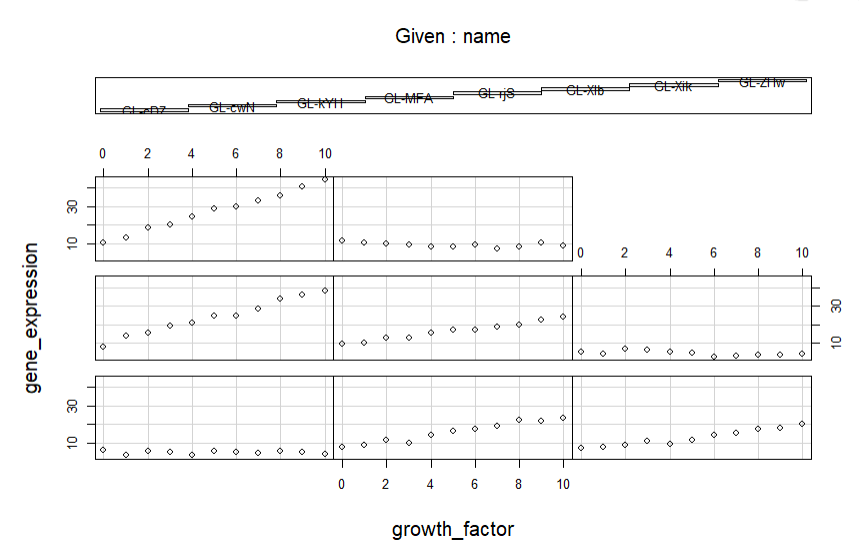 Given : name
GL-cwN GL-kYH GL-MFA GL-rjS GL-Xlb GL-Xik GL-ZHw
0 2 4 6 8 10
30
10
0 2 4 6 8 10
30
10
30
10
30
10
0 2 4 6 8 10
gene_expression
growth_factor